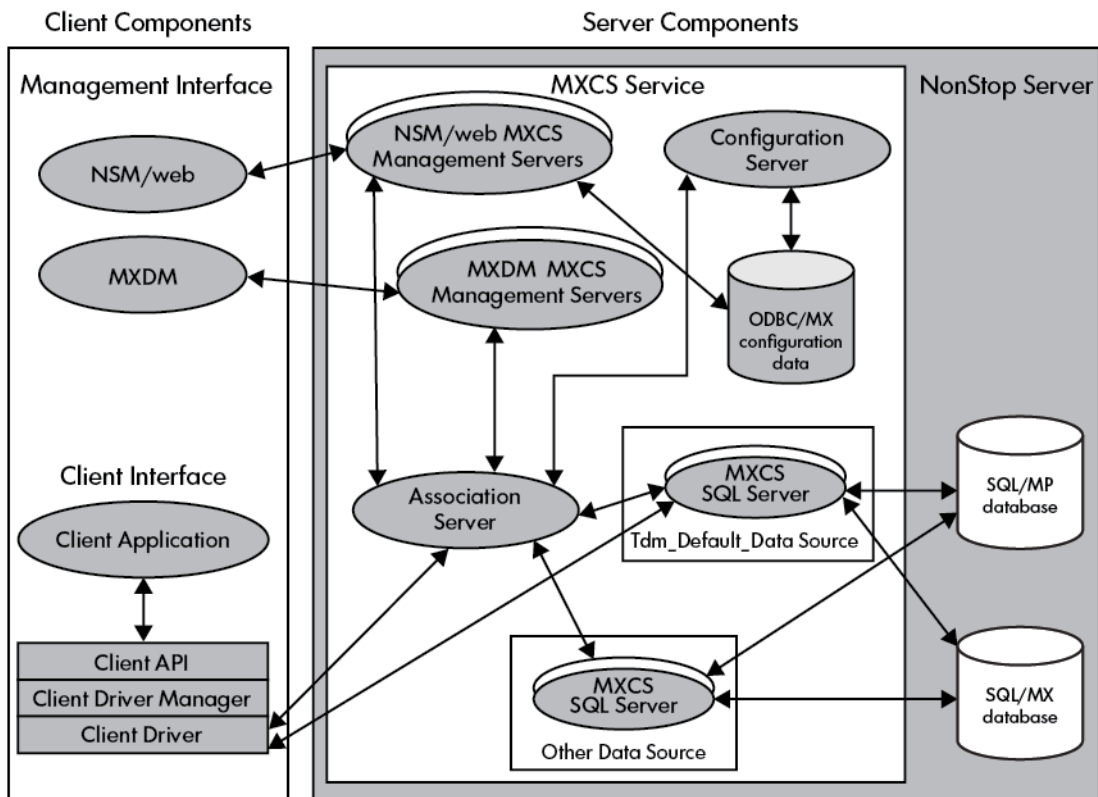 Client Components
Server Components
Management Interface
MXCS Service
NonStop Server
NSM/web
NSM/web MXCS
Management Servers
Configuration
Server
MXDM
MXDM MXCS
Management Servers
ODBC/MX
configuration
data
Client Interface
Client Application
Association
Server
MXCS
SQL Server
Tdm_Default_Data Source
SQL/MP
database
Client API
Client Driver Manager
Client Driver
MXCS
SQL Server
Other Data Source
SQL/MX
database